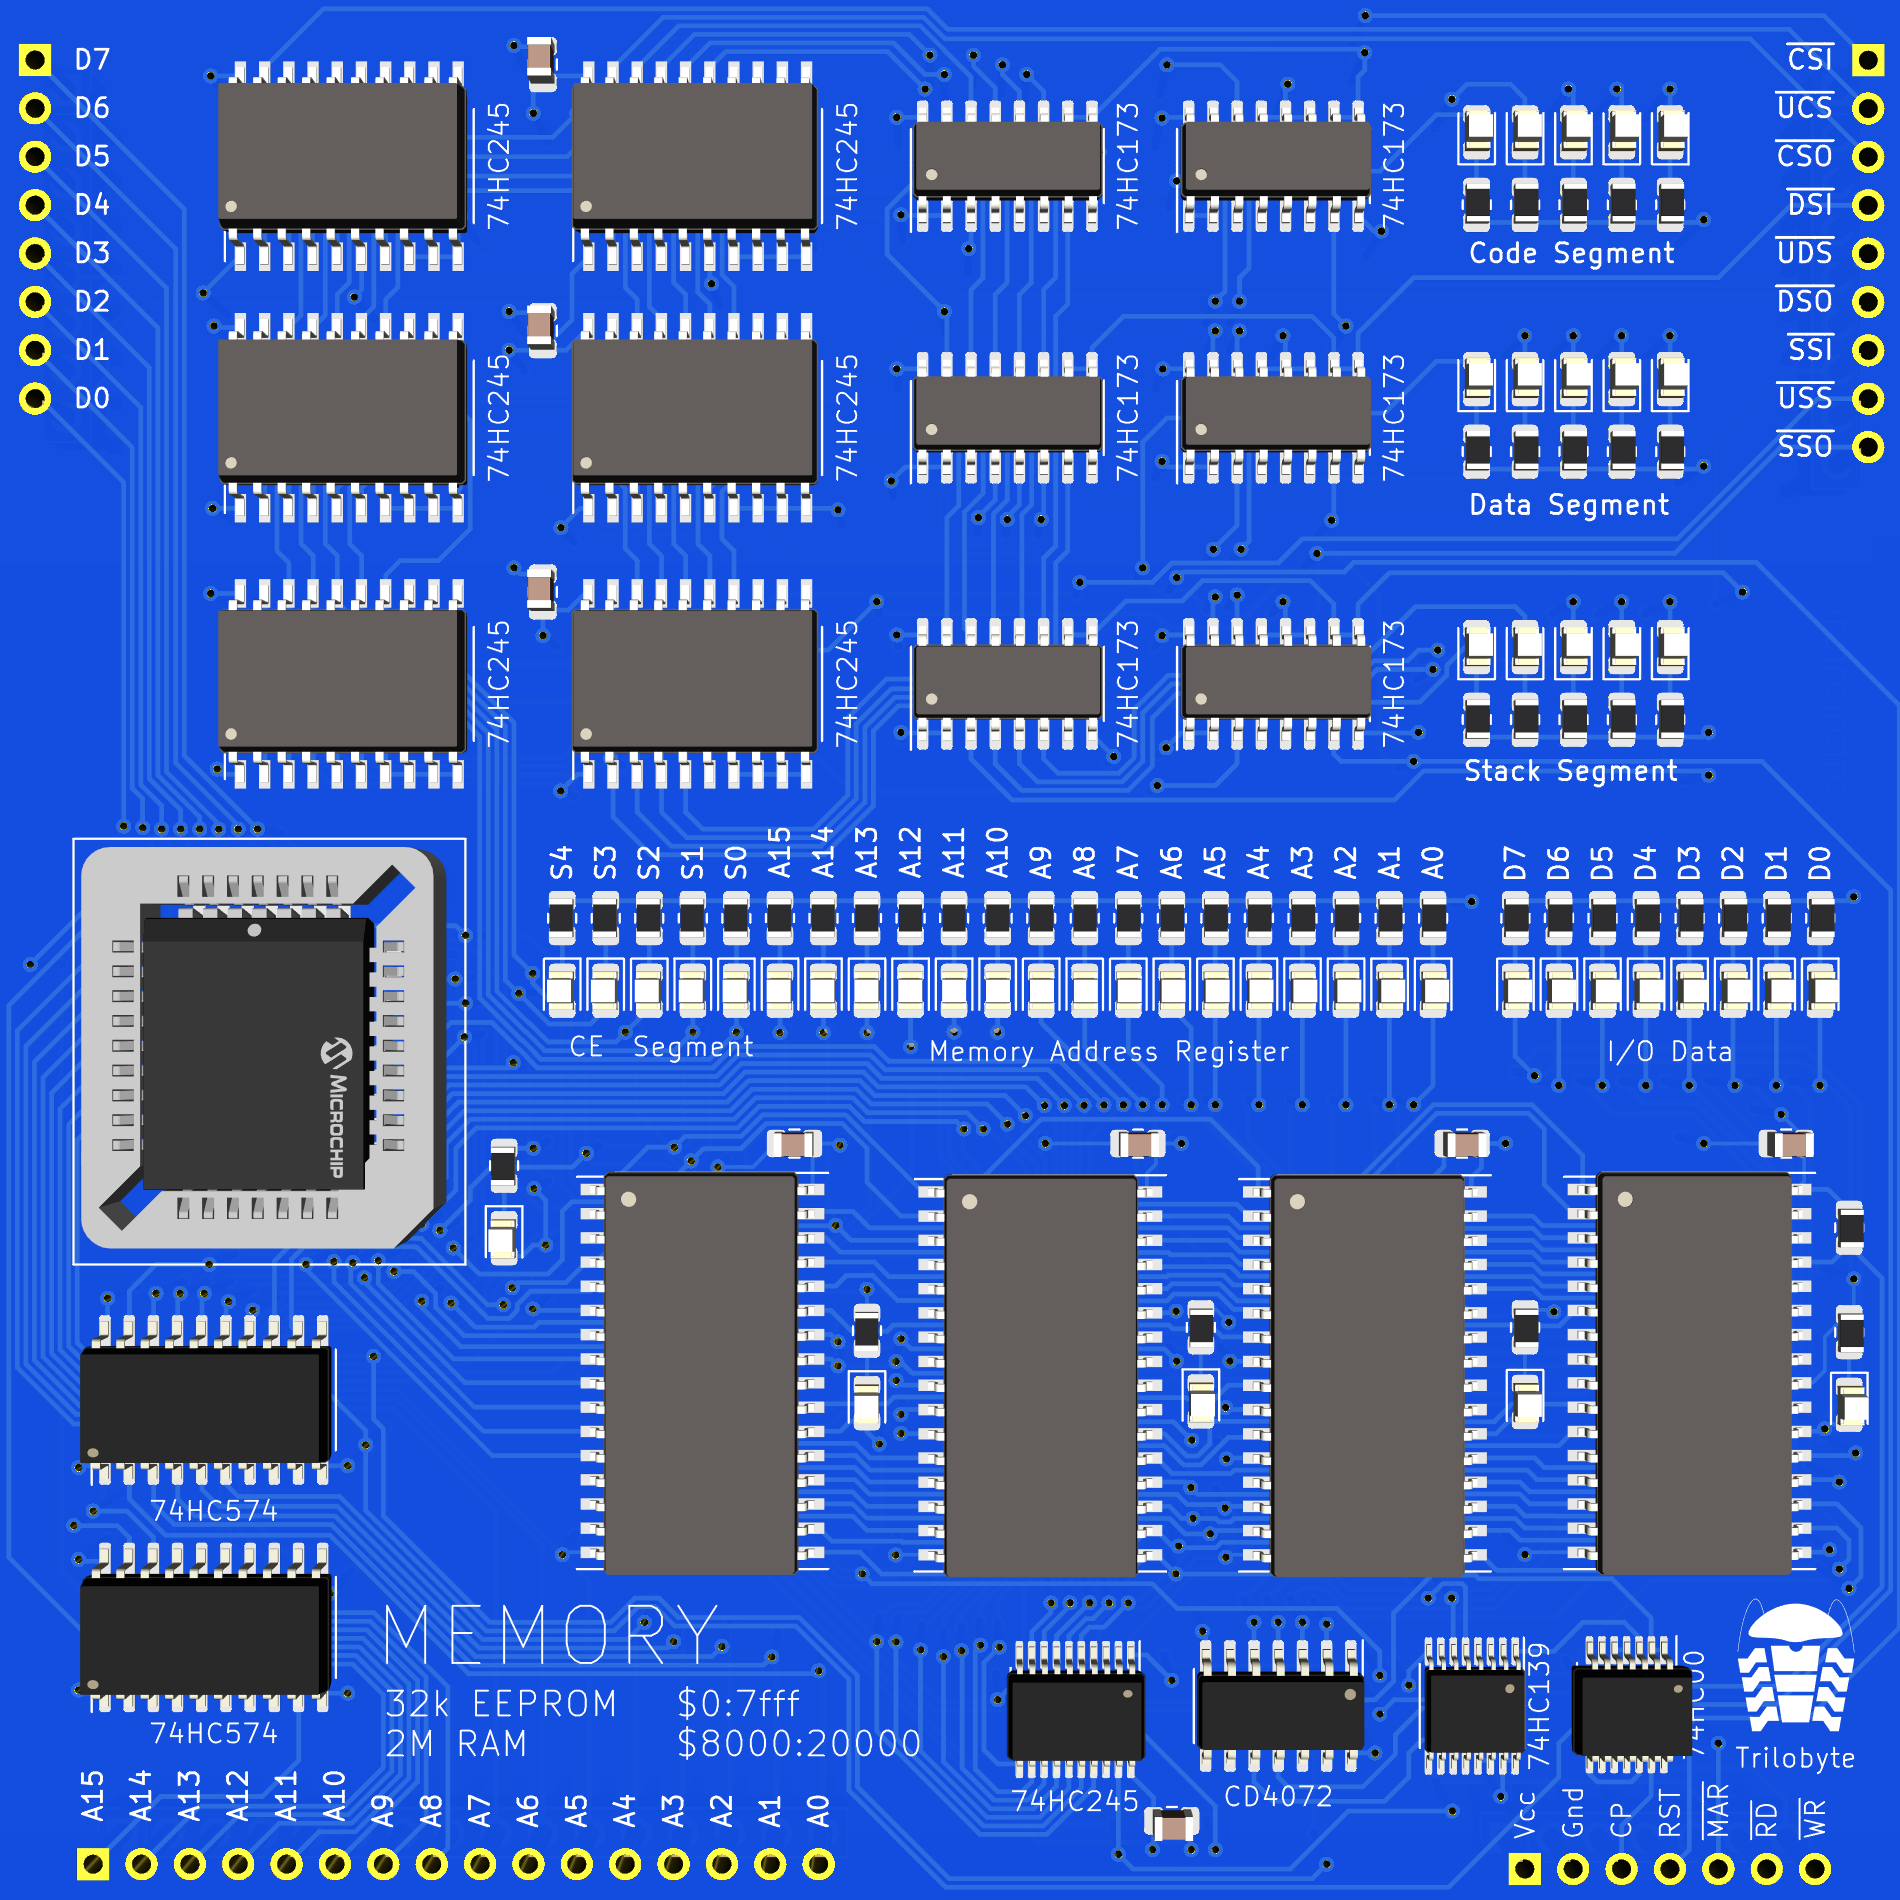 D7
D6
D5
D4
D3
D2
D1
D0
74HC245
74HC245
74HC173
74HC173
Code Segment
CSI
UCS
CSO
DSI
UDS
DSO
SSI
USS
SSO
74HC245
74HC245
74HC173
74HC173
Data Segment
74HC245
74HC245
74HC173
74HC173
Stack Segment
S4 S3 S2 S1 S0 A15 A14 A13 A12 A11 A10 A9 A8 A7 A6 A5 A4 A3 A2 A1 A0
D7 D6 D5 D4 D3 D2 D1 D0
CE Segment
Memory Address Register
I/O Data
MICROCHIP
74HC574
74HC574
MEMORY
32k EEPROM $0:7fff
2M RAM $8000:20000
74HC245
CD4072
74HC139
74HC00
Trilobyte
A15 A14 A13 A12 A11 A10 A9 A8 A7 A6 A5 A4 A3 A2 A1 A0
Vcc Gnd CP RST MAR RD WR